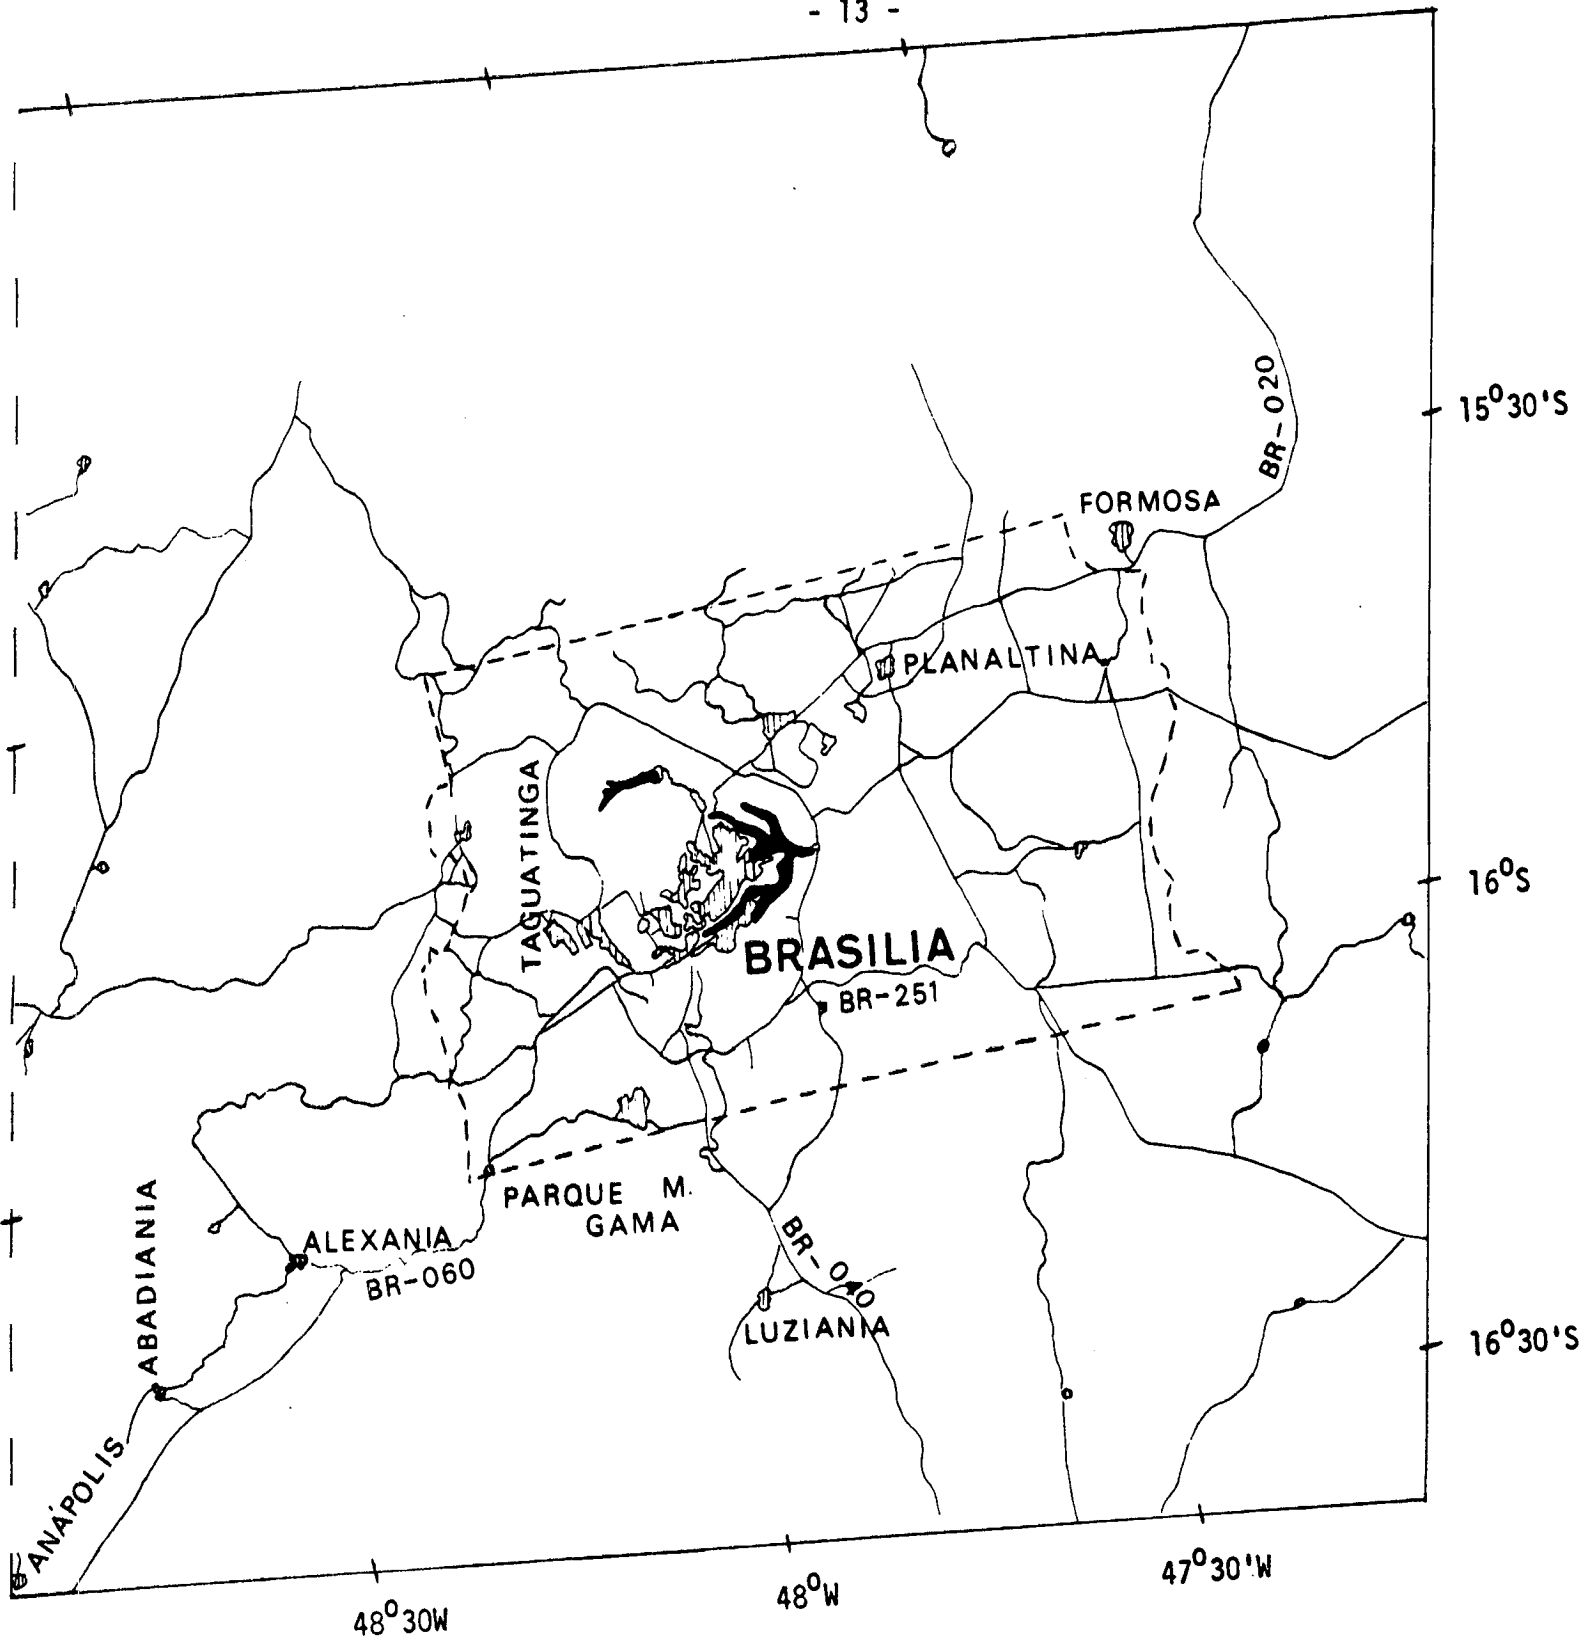 - 13 -
BR-020
15°30'S
FORMOSA
PLANALTINA
TAGUATINGA
16°S
BRASILIA
BR-251
PARQUE M.
GAMA
ABADIANIA
ALEXANIA
BR-060
BR-040
LUZIANIA
16°30'S
ANÁPOLIS
48°30W
48°W
47°30'W